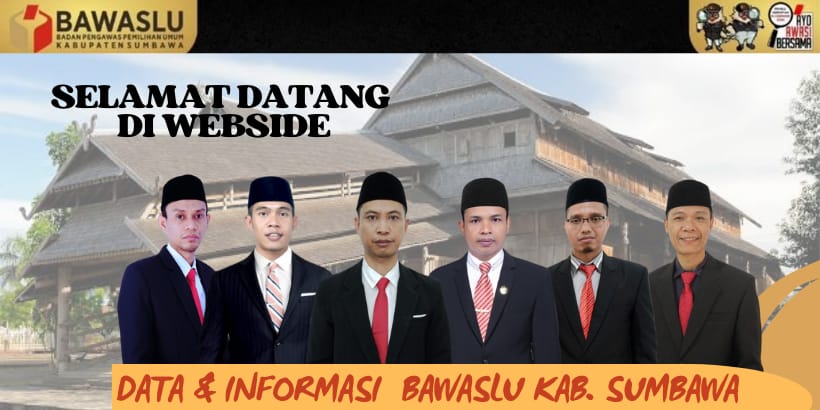 BAWASLU
BADAN PENGAWAS PEMILIHAN UMUM
KABUPATEN SUMBAWA
AYO
AWASI
BERSAMA
SELAMAT DATANG
DI WEBSIDE
DATA & INFORMASI BAWASLU KAB. SUMBAWA